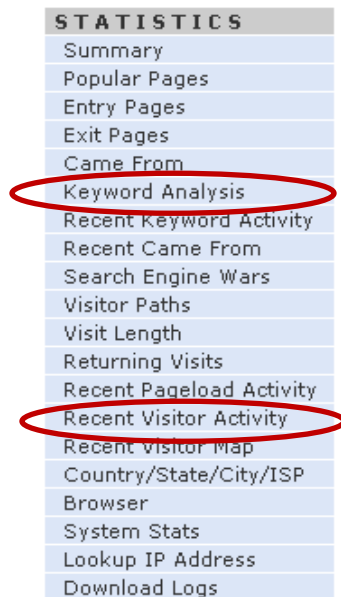 STATISTICS
Summary
Popular Pages
Entry Pages
Exit Pages
Came From
Keyword Analysis
Recent Keyword Activity
Recent Came From
Search Engine Wars
Visitor Paths
Visit Length
Returning Visits
Recent Pageload Activity
Recent Visitor Activity
Recent Visitor Map
Country/State/City/ISP
Browser
System Stats
Lookup IP Address
Download Logs